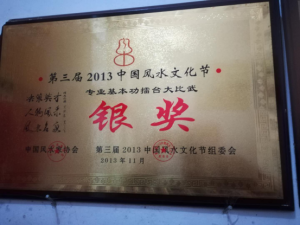 第三届2013中国风水文化节
专业基本功擂台大比武
银奖
中国风水 协会 第三届2013中国风水文化节组委会
2013年11月